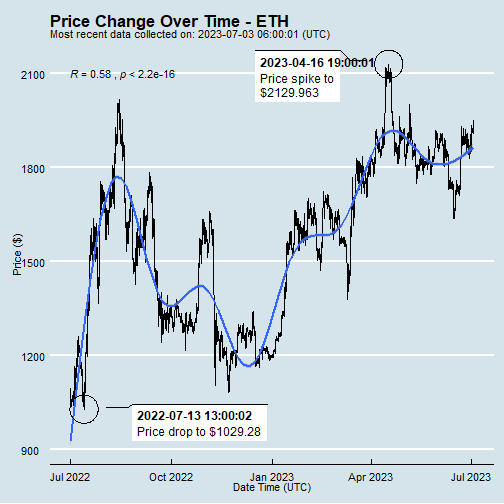 Price Change Over Time - ETH
Most recent data collected on: 2023-07-03 06:00:01 (UTC)
R = 0.58 , p < 2.2e-16
2023-04-16 19:00:01
Price spike to
$2129.963
2100
1800
1500
1200
900
Price ($)
2022-07-13 13:00:02
Price drop to $1029.28
Jul 2022
Oct 2022
Jan 2023
Apr 2023
Jul 2023
Date Time (UTC)